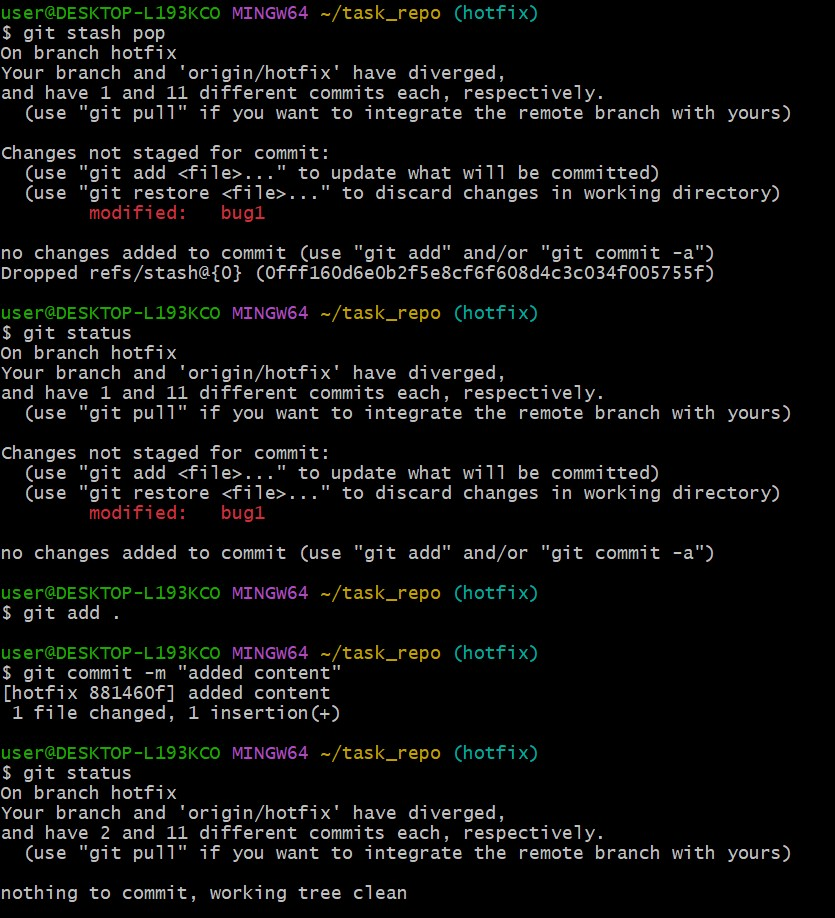 user@DESKTOP-L193KCO MINGW64 ~/task_repo (hotfix)
$ git stash pop
On branch hotfix
Your branch and 'origin/hotfix' have diverged,
and have 1 and 11 different commits each, respectively.
  (use "git pull" if you want to integrate the remote branch with yours)

Changes not staged for commit:
  (use "git add <file>..." to update what will be committed)
  (use "git restore <file>..." to discard changes in working directory)
        modified:   bug1

no changes added to commit (use "git add" and/or "git commit -a")
Dropped refs/stash@{0} (0fff160d6e0b2f5e8cf6f608d4c3c034f005755f)

user@DESKTOP-L193KCO MINGW64 ~/task_repo (hotfix)
$ git status
On branch hotfix
Your branch and 'origin/hotfix' have diverged,
and have 1 and 11 different commits each, respectively.
  (use "git pull" if you want to integrate the remote branch with yours)

Changes not staged for commit:
  (use "git add <file>..." to update what will be committed)
  (use "git restore <file>..." to discard changes in working directory)
        modified:   bug1

no changes added to commit (use "git add" and/or "git commit -a")

user@DESKTOP-L193KCO MINGW64 ~/task_repo (hotfix)
$ git add .

user@DESKTOP-L193KCO MINGW64 ~/task_repo (hotfix)
$ git commit -m "added content"
[hotfix 881460f] added content
 1 file changed, 1 insertion(+)

user@DESKTOP-L193KCO MINGW64 ~/task_repo (hotfix)
$ git status
On branch hotfix
Your branch and 'origin/hotfix' have diverged,
and have 2 and 11 different commits each, respectively.
  (use "git pull" if you want to integrate the remote branch with yours)

nothing to commit, working tree clean